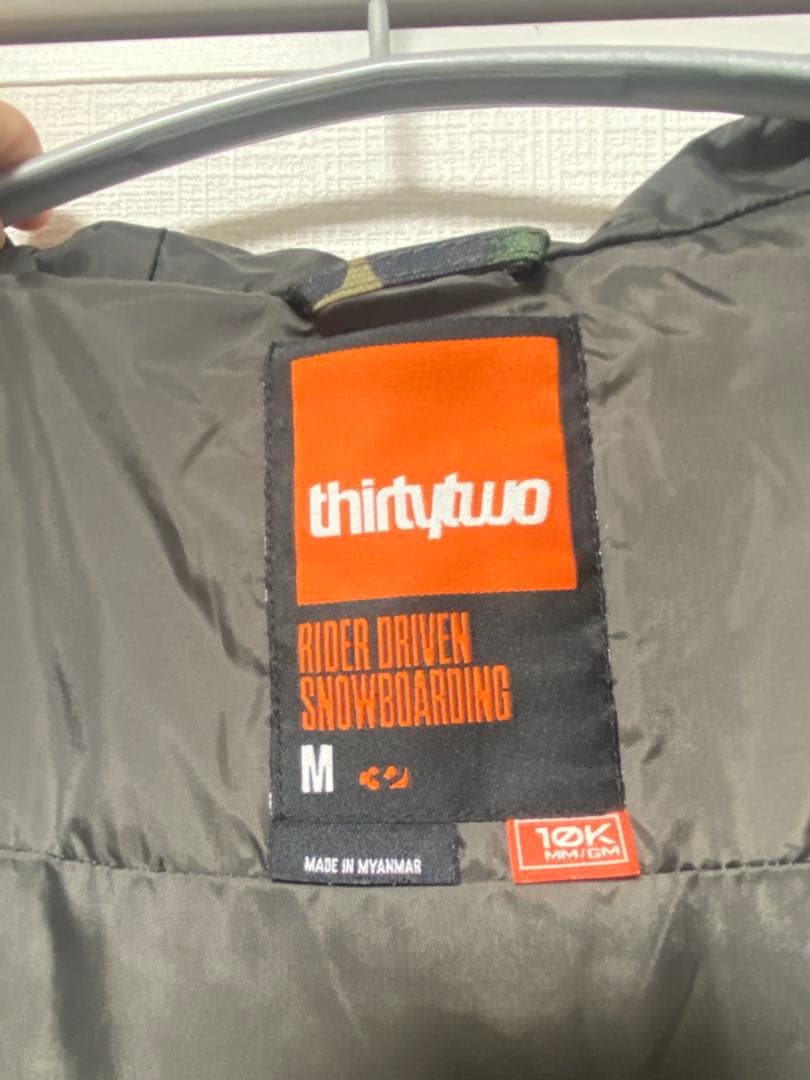 thirtytwo
RIDER DRIVEN
SNOWBOARDING
M
MADE IN MYANMAR
10K
MM/GM